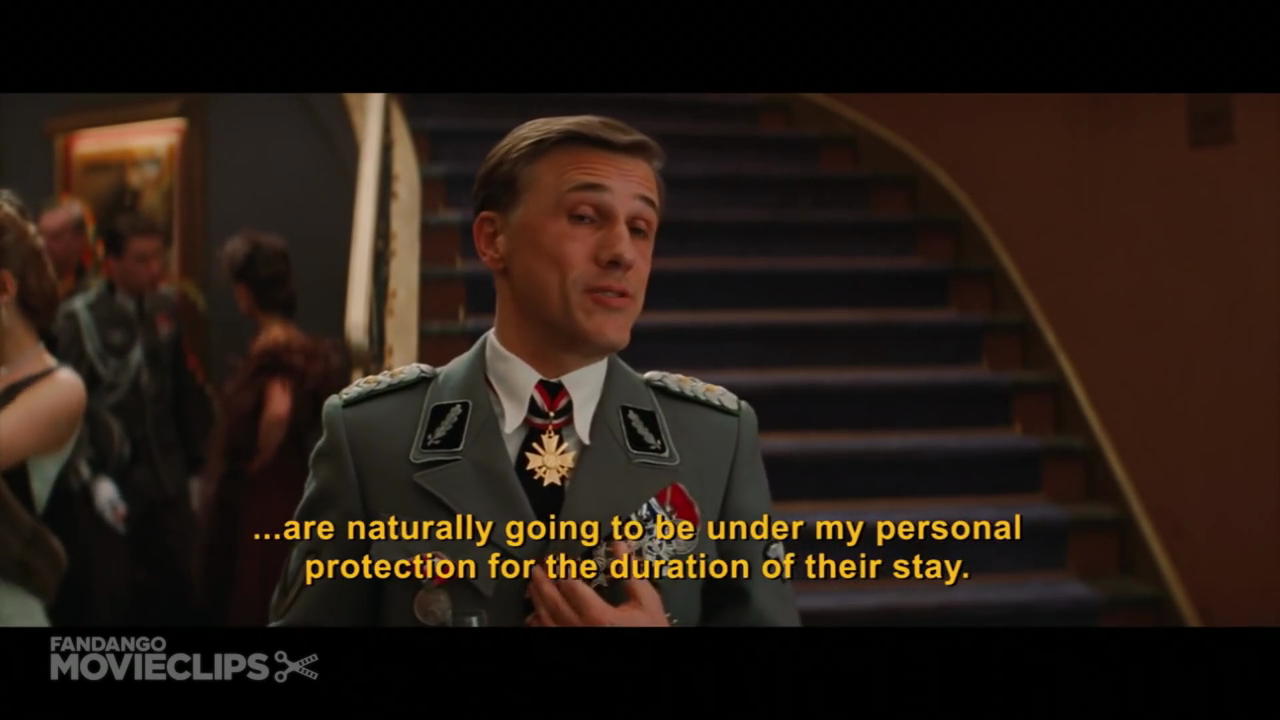 ...are naturally going to be under my personal
protection for the duration of their stay.
FANDANGO
MOVIECLIPS